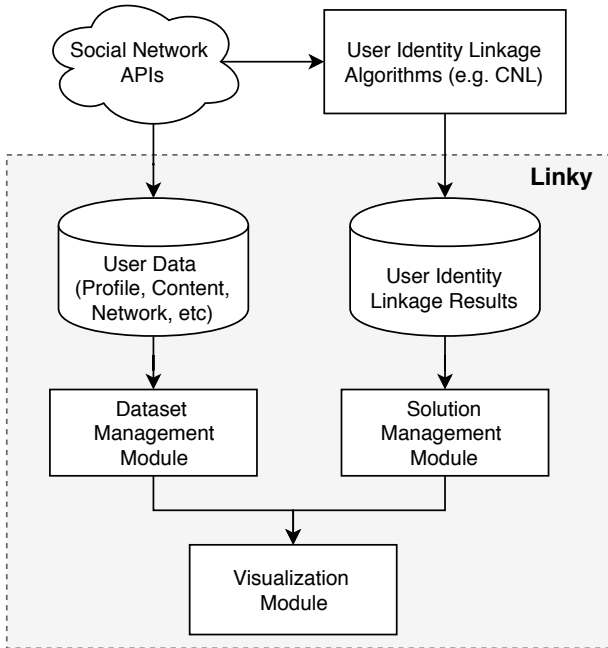 Social Network
APIs
User Identity Linkage
Algorithms (e.g. CNL)
Linky
User Data
(Profile, Content,
Network, etc)
User Identity
Linkage Results
Dataset
Management
Module
Solution
Management
Module
Visualization
Module